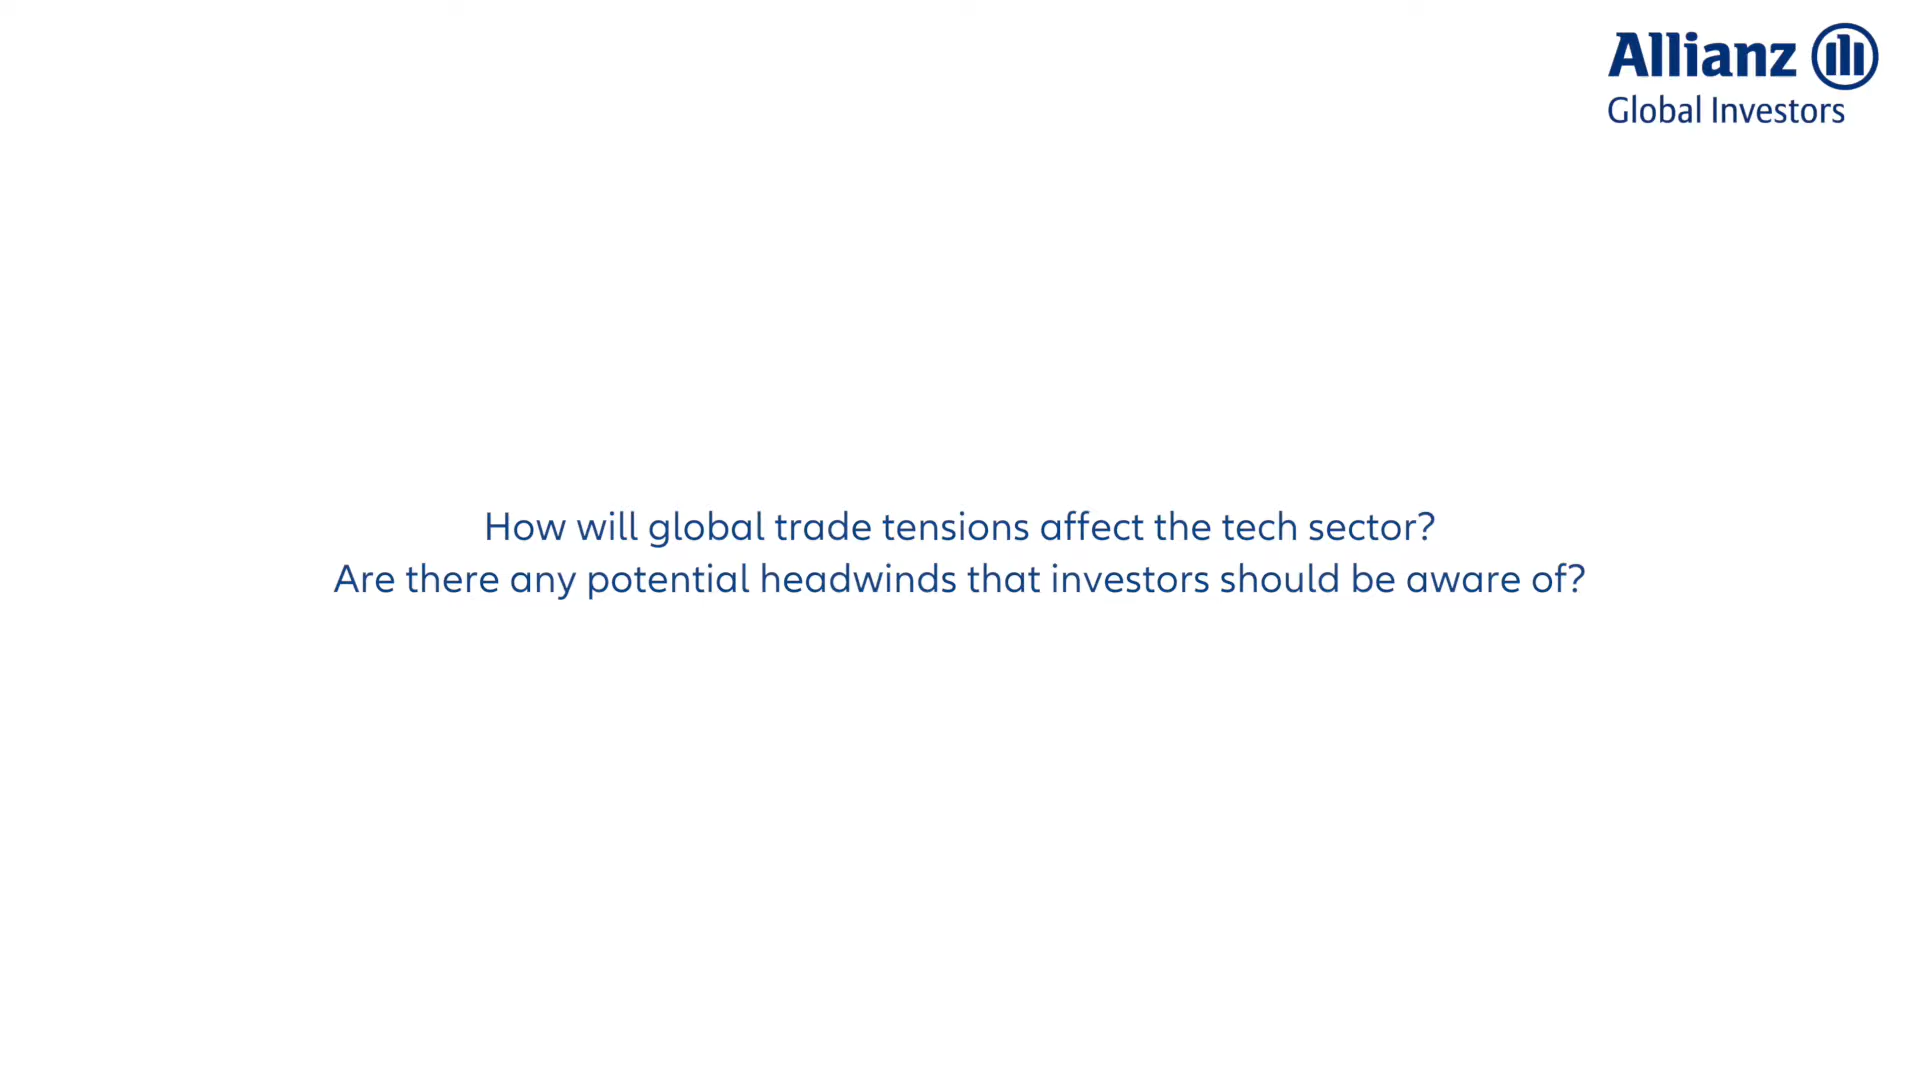 Allianz
Global Investors
How will global trade tensions affect the tech sector?
Are there any potential headwinds that investors should be aware of?